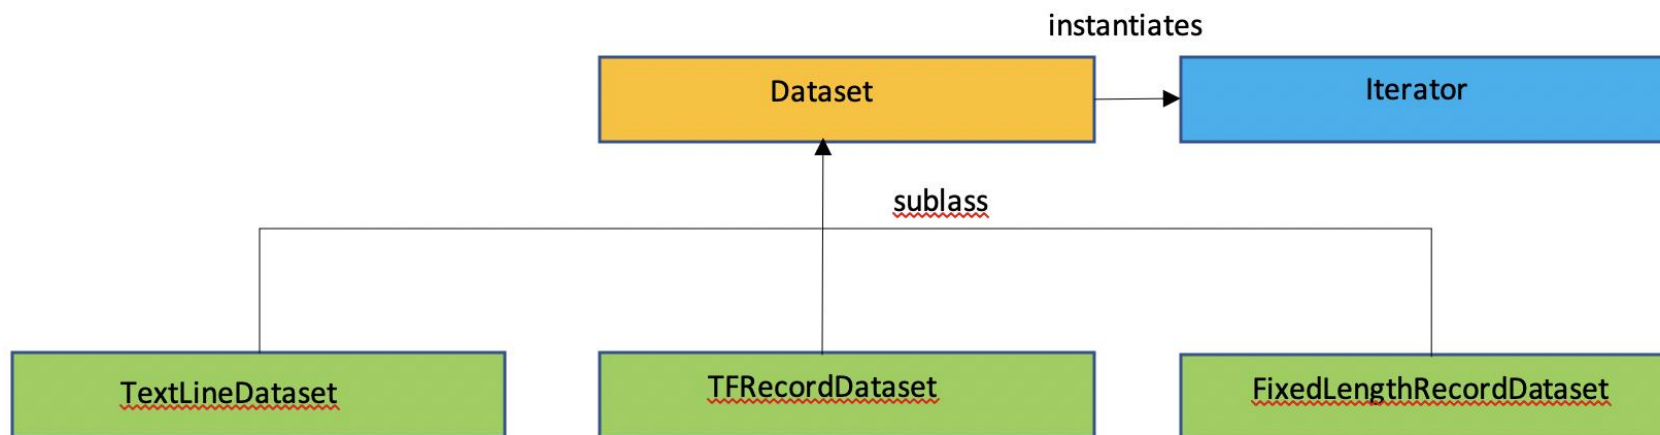 instantiates
Dataset
Iterator
sublass
TextLineDataset
TFRecordDataset
FixedLengthRecordDataset